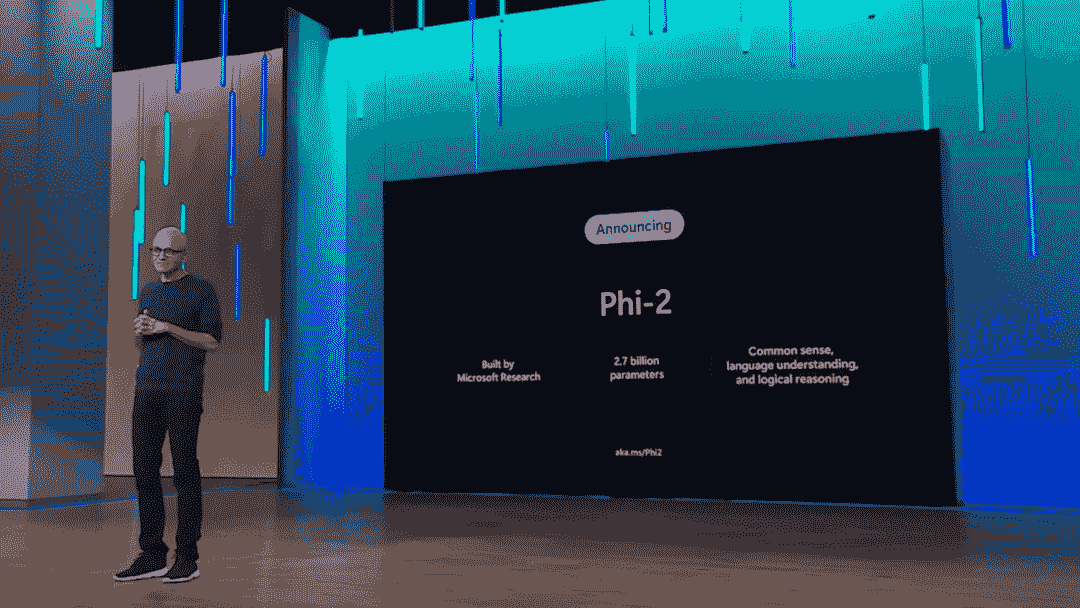 Announcing
Phi-2
Built by
Microsoft Research
2.7 billion
parameters
Common sense,
language understanding,
and logical reasoning
aka.ms/Phi2